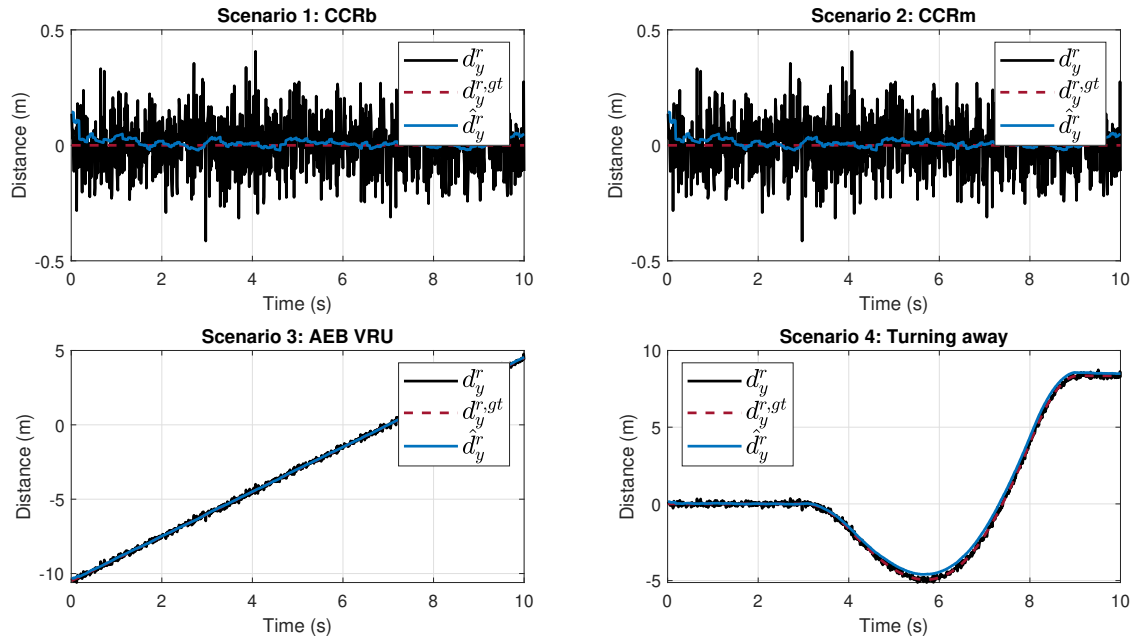 Scenario 1: CCRb
0.5
0
-0.5
Distance (m)
0 2 4 6 8 10
Time (s)
d_y^r
d_y^{r,gt}
\hat{d}_y^r
Scenario 2: CCRm
0.5
0
-0.5
Distance (m)
0 2 4 6 8 10
Time (s)
d_y^r
d_y^{r,gt}
\hat{d}_y^r
Scenario 3: AEB VRU
5
0
-5
-10
Distance (m)
0 2 4 6 8 10
Time (s)
d_y^r
d_y^{r,gt}
\hat{d}_y^r
Scenario 4: Turning away
10
5
0
-5
Distance (m)
0 2 4 6 8 10
Time (s)
d_y^r
d_y^{r,gt}
\hat{d}_y^r